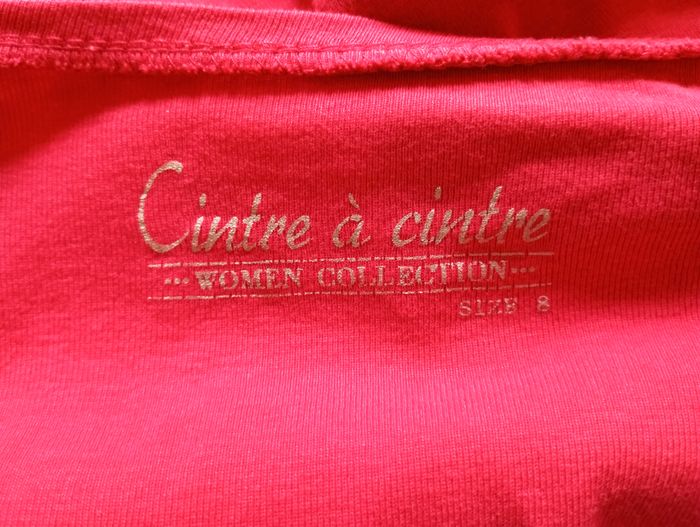 Cintre à cintre
••• WOMEN COLLECTION •••
SIZE 8